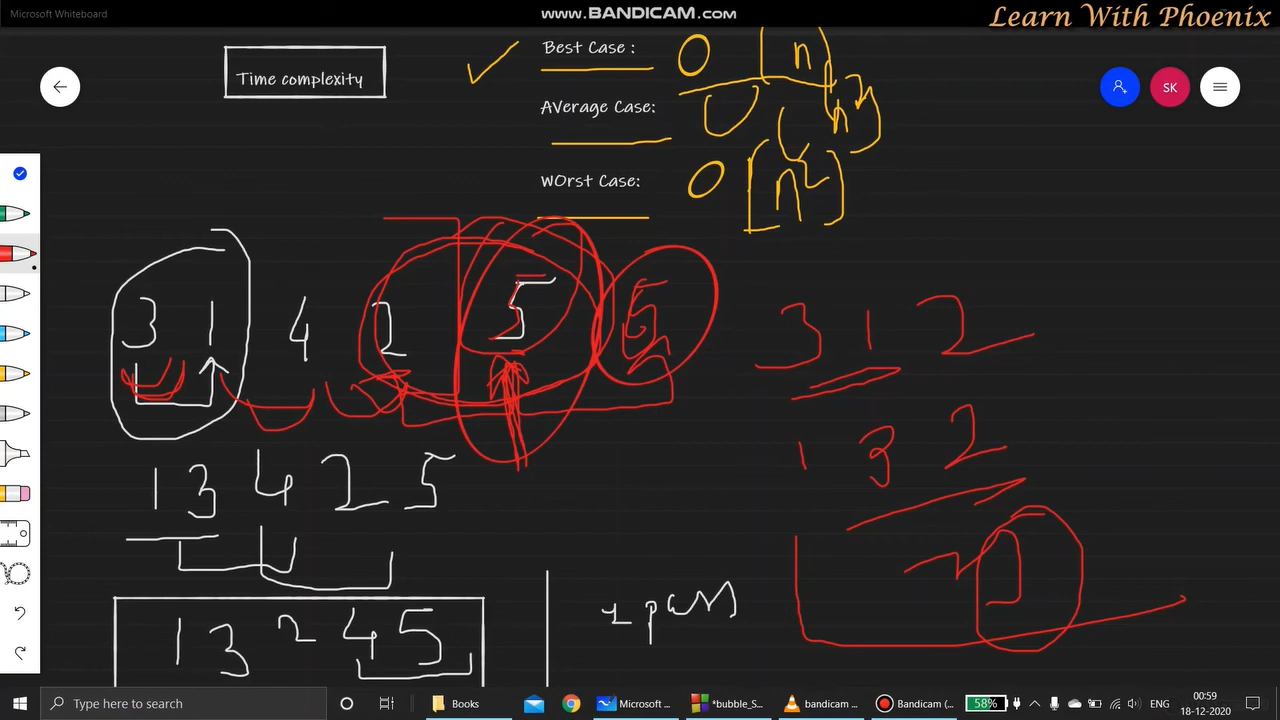 Microsoft Whiteboard
www.BANDICAM.com
Learn With Phoenix
Time complexity
Best Case : O [n]
AVerage Case: (n²)
WOrst Case: O [n²]
SK
3 1 4 2 5 5
3 1 2
1 3 2
1 3 4 2 5
1 3 2 4 5
1 pass
Type here to search
Books
Microsoft ...
*bubble_S...
bandicam ...
Bandicam (...
58%
ENG
00:59
18-12-2020